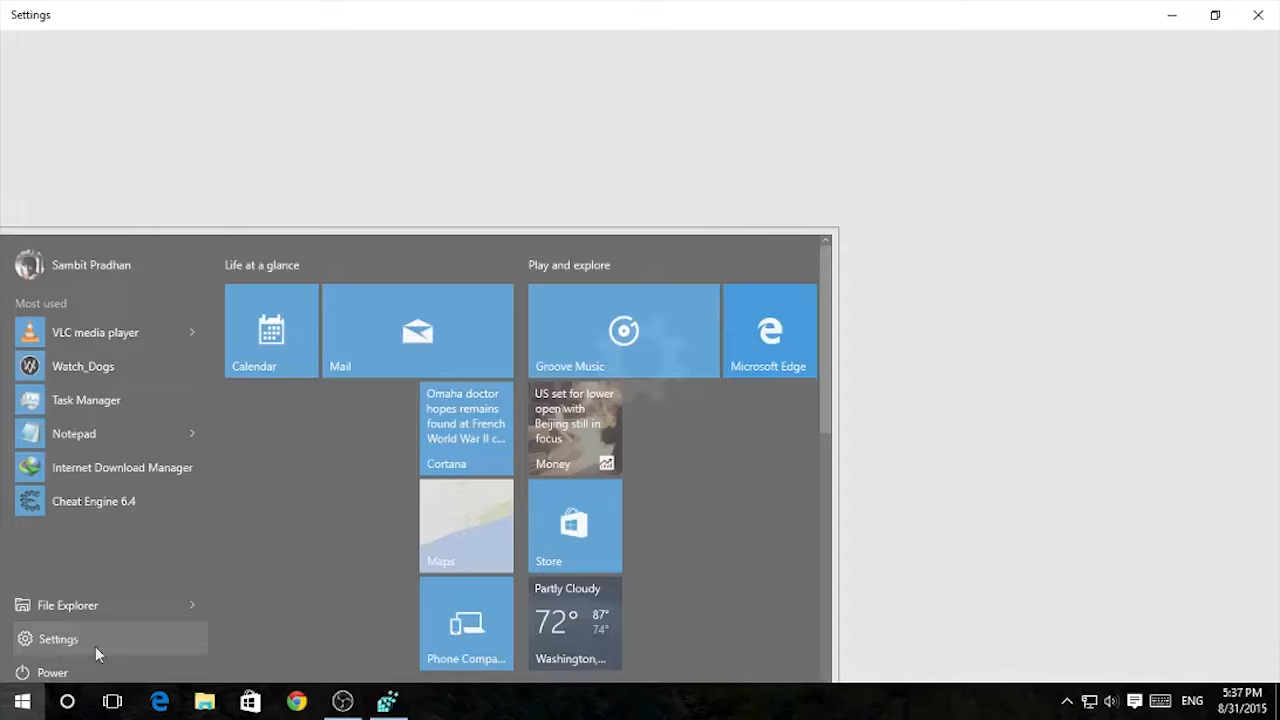 Settings
Sambit Pradhan
Most used
VLC media player
Watch_Dogs
Task Manager
Notepad
Internet Download Manager
Cheat Engine 6.4
File Explorer
Settings
Power
Life at a glance
Calendar
Mail
Omaha doctor
hopes remains
found at French
World War II c...
Cortana
Maps
Phone Compa...
Play and explore
Groove Music
Microsoft Edge
US set for lower
open with
Beijing still in
focus
Money
Store
Partly Cloudy
72° 87°
74°
Washington,...
ENG
5:37 PM
8/31/2015